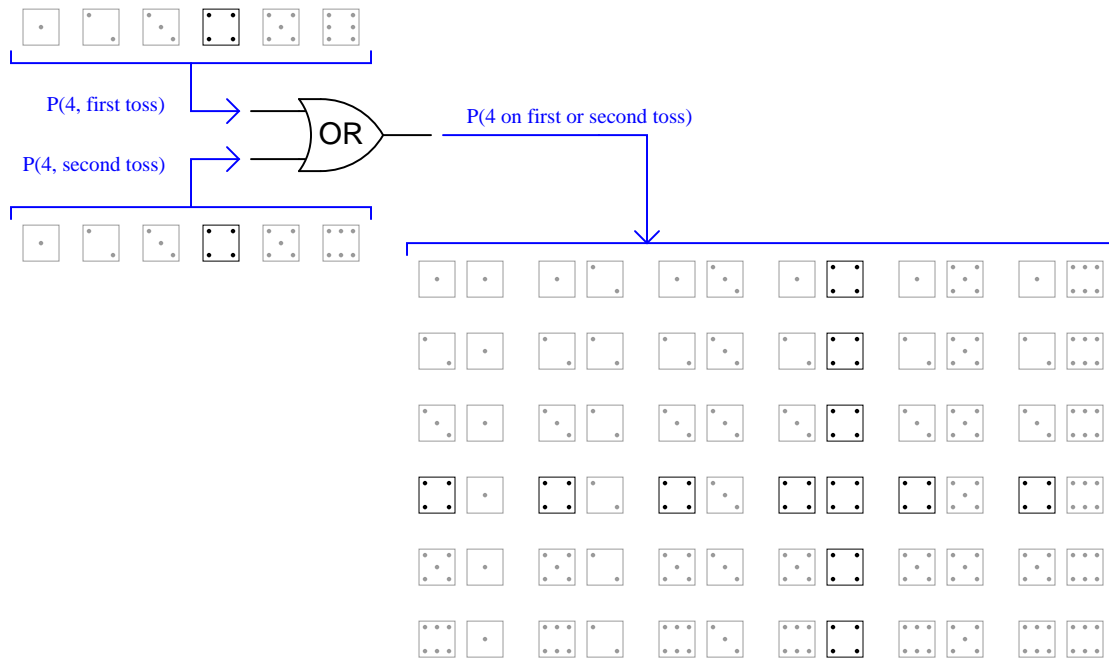 P(4, first toss)
OR
P(4 on first or second toss)
P(4, second toss)